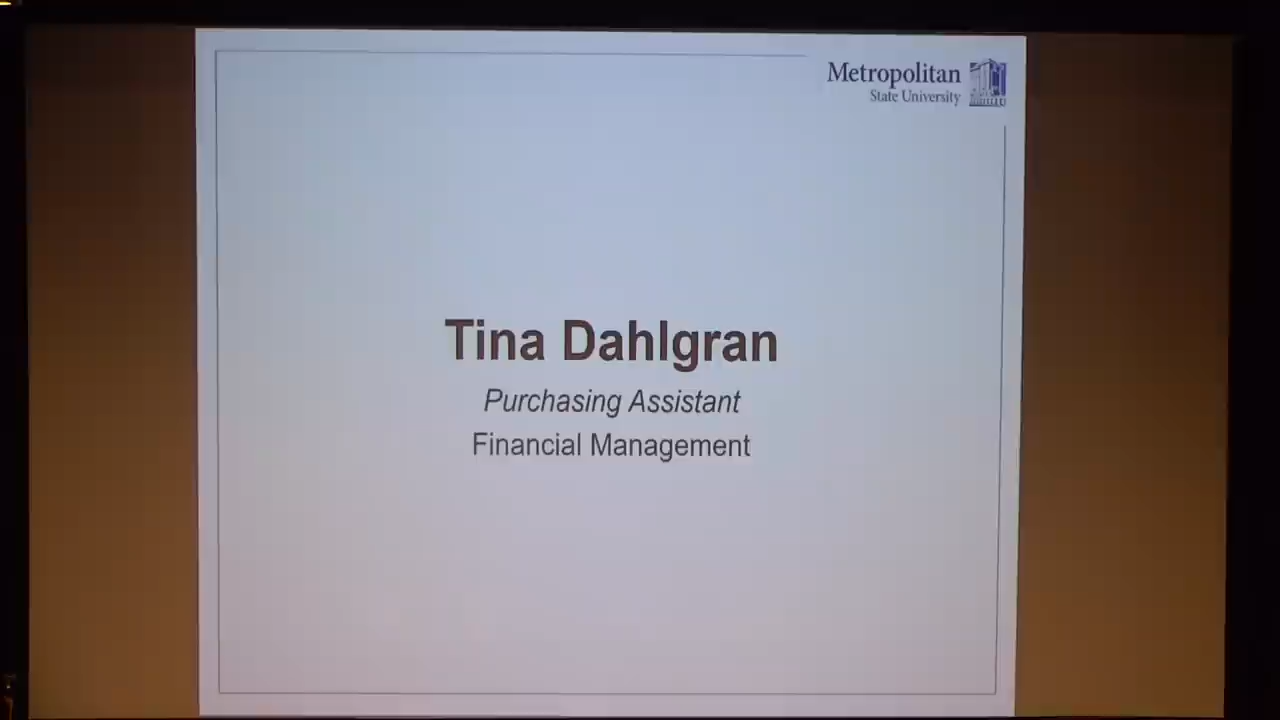 Metropolitan
State University
Tina Dahlgran
Purchasing Assistant
Financial Management